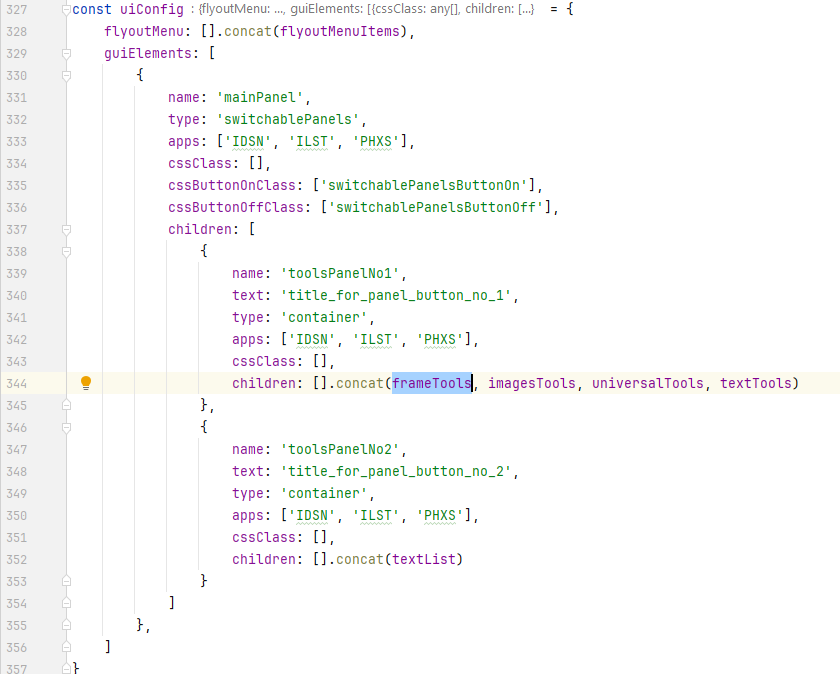 327 const uiConfig : {flyoutMenu: ..., guiElements: [{cssClass: any[], children: [...} = {
328 flyoutMenu: [].concat(flyoutMenuItems),
329 guiElements: [
330 {
331 name: 'mainPanel',
332 type: 'switchablePanels',
333 apps: ['IDSN', 'ILST', 'PHXS'],
334 cssClass: [],
335 cssButtonOnClass: ['switchablePanelsButtonOn'],
336 cssButtonOffClass: ['switchablePanelsButtonOff'],
337 children: [
338 {
339 name: 'toolsPanelNo1',
340 text: 'title_for_panel_button_no_1',
341 type: 'container',
342 apps: ['IDSN', 'ILST', 'PHXS'],
343 cssClass: [],
344 children: [].concat(frameTools, imagesTools, universalTools, textTools)
345 },
346 {
347 name: 'toolsPanelNo2',
348 text: 'title_for_panel_button_no_2',
349 type: 'container',
350 apps: ['IDSN', 'ILST', 'PHXS'],
351 cssClass: [],
352 children: [].concat(textList)
353 }
354 ]
355 },
356 ]
357 }